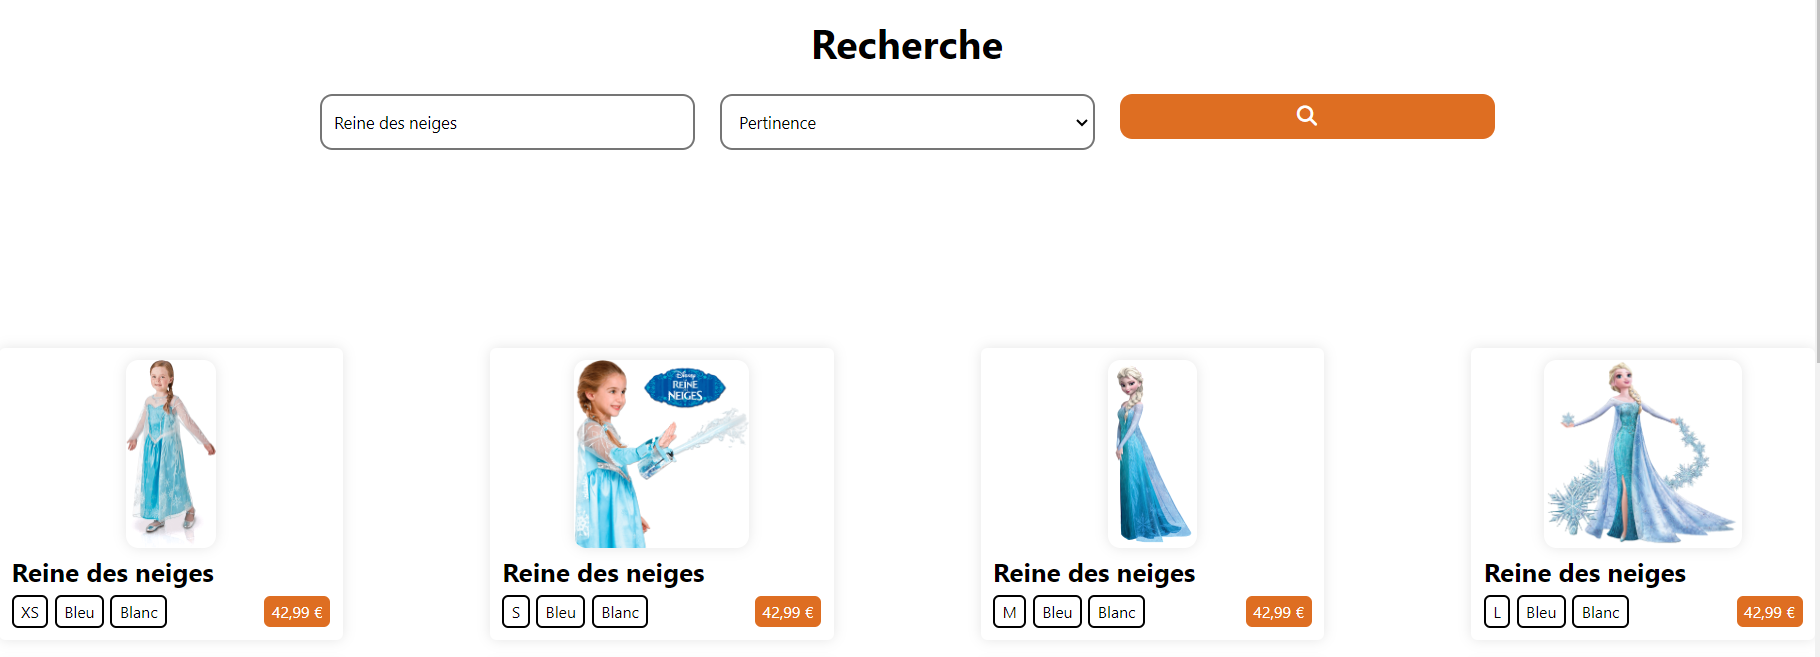 Recherche
Reine des neiges
Pertinence
Disney
REINE
NEIGES
Reine des neiges
XS Bleu Blanc 42,99 €
Reine des neiges
S Bleu Blanc 42,99 €
Reine des neiges
M Bleu Blanc 42,99 €
Reine des neiges
L Bleu Blanc 42,99 €